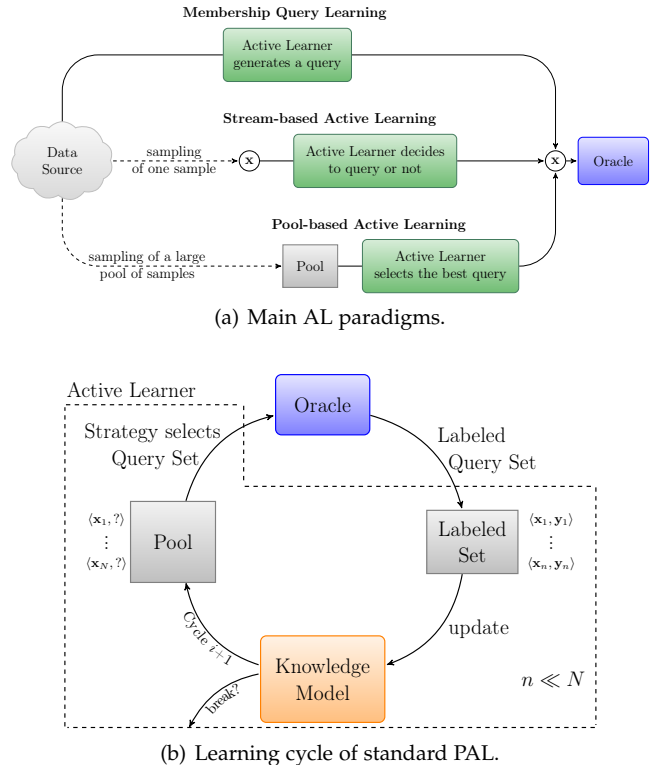 Membership Query Learning
Active Learner
generates a query
Stream-based Active Learning
Data
Source
sampling
of one sample
x
Active Learner decides
to query or not
x
Oracle
Pool-based Active Learning
sampling of a large
pool of samples
Pool
Active Learner
selects the best query
(a) Main AL paradigms.
Active Learner
Oracle
Strategy selects
Query Set
Labeled
Query Set
⟨x₁, ?⟩
⋮
⟨x_N, ?⟩
Pool
Labeled
Set
⟨x₁, y₁⟩
⋮
⟨xₙ, yₙ⟩
Cycle i+1
update
Knowledge
Model
break?
n ≪ N
(b) Learning cycle of standard PAL.